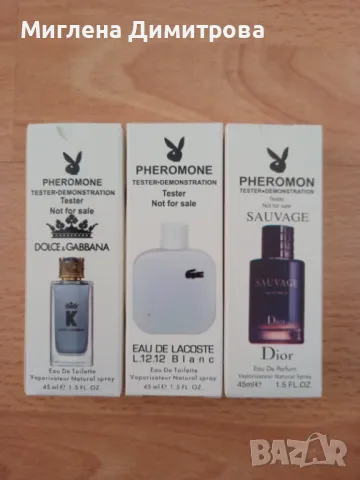 Миглена Димитрова
PHEROMONE
TESTER•DEMONSTRATION
Tester
Not for sale
DOLCE & GABBANA
K
Eau De Toilette
Vaporisateur Natural spray
45 ml e 1.5 FL. OZ.
PHEROMONE
TESTER•DEMONSTRATION
Tester
Not for sale
EAU DE LACOSTE
L.12.12 Blanc
Eau De Toilette
Vaporisateur Natural spray
45 ml e 1.5 FL. OZ.
PHEROMON
TESTER•DEMONSTRATION
Tester
Not for sale
SAUVAGE
SAUVAGE
Dior
Dior
Eau De Parfum
Vaporisateur Natural Spray
45ml e 1.5 FL.OZ.
BAZAR